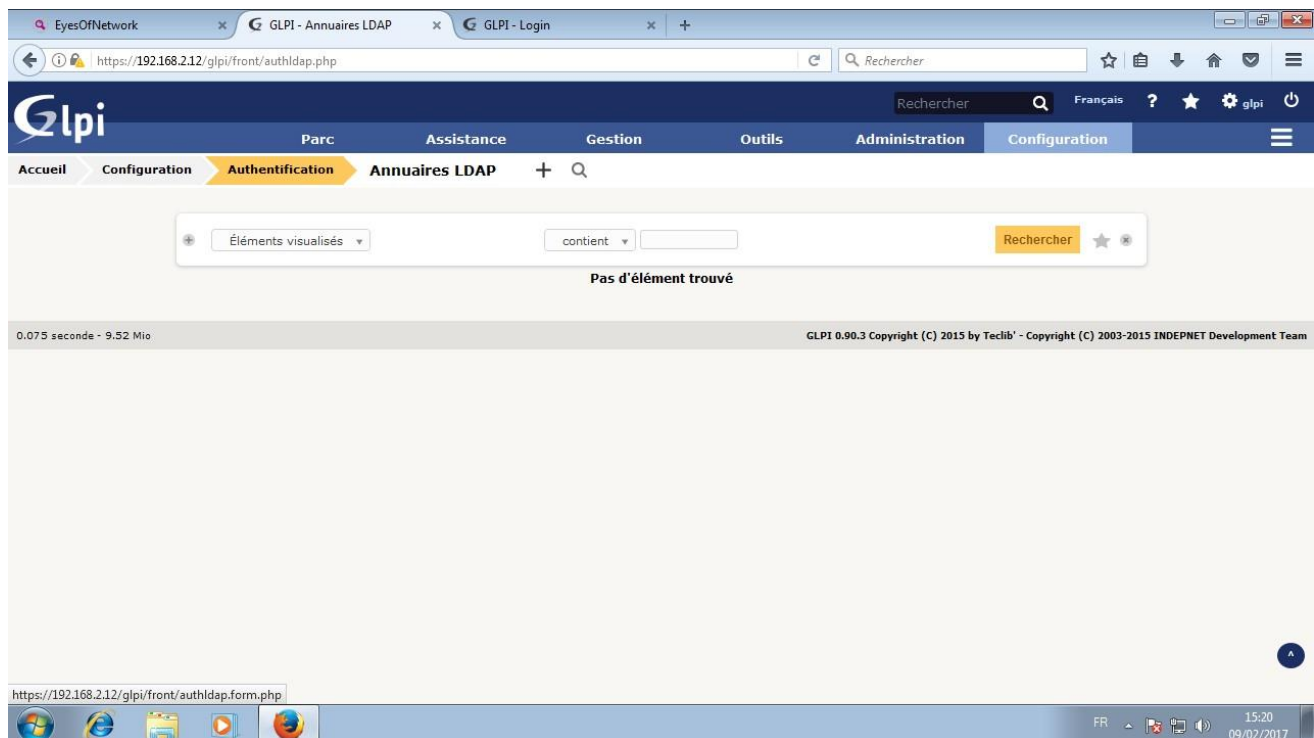 EyesOfNetwork GLPI - Annuaires LDAP GLPI - Login
https://192.168.2.12/glpi/front/authldap.php Rechercher
Glpi Rechercher Français ? glpi
Parc Assistance Gestion Outils Administration Configuration
Accueil Configuration Authentification Annuaires LDAP
Éléments visualisés contient Rechercher
Pas d'élément trouvé
0.075 seconde - 9.52 Mio GLPI 0.90.3 Copyright (C) 2015 by Teclib' - Copyright (C) 2003-2015 INDEPNET Development Team
https://192.168.2.12/glpi/front/authldap.form.php
FR 15:20
09/02/2017